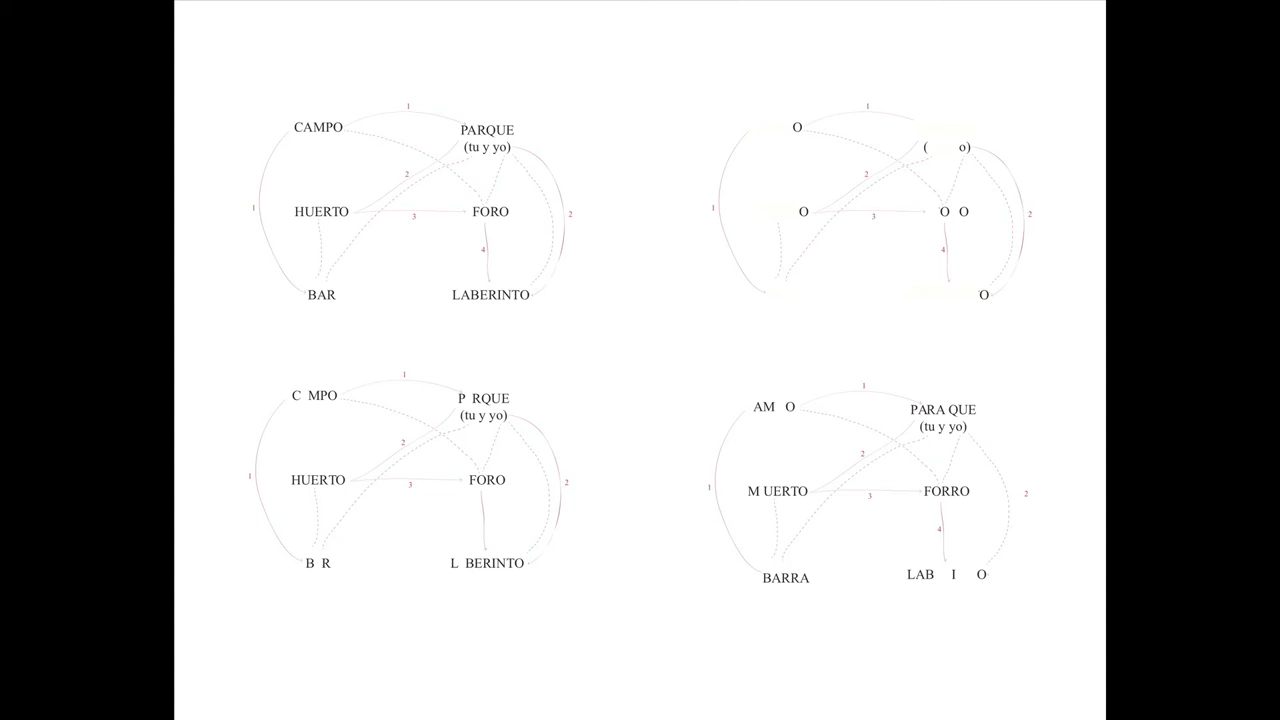 1
CAMPO
PARQUE
(tu y yo)
2
1
HUERTO
3
FORO
2
4
BAR
LABERINTO
1
O
( o)
2
1
O
3
O O
2
4
O
1
C MPO
P RQUE
(tu y yo)
2
1
HUERTO
3
FORO
2
B R
L BERINTO
1
AM O
PARA QUE
(tu y yo)
2
1
M UERTO
3
FORRO
2
4
BARRA
LAB I O